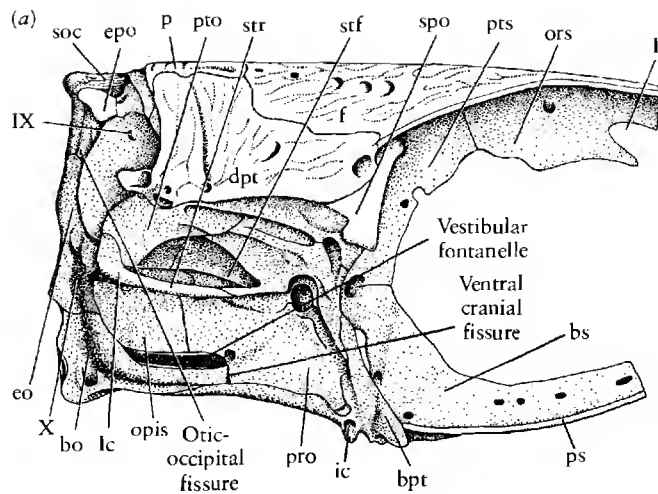 (a)
soc
epo
p
pto
str
stf
spo
pts
ors
IX
f
dpt
Vestibular
fontanelle
Ventral
cranial
fissure
bs
eo
X
bo
lc
opis
Otic-
occipital
fissure
pro
ic
bpt
ps